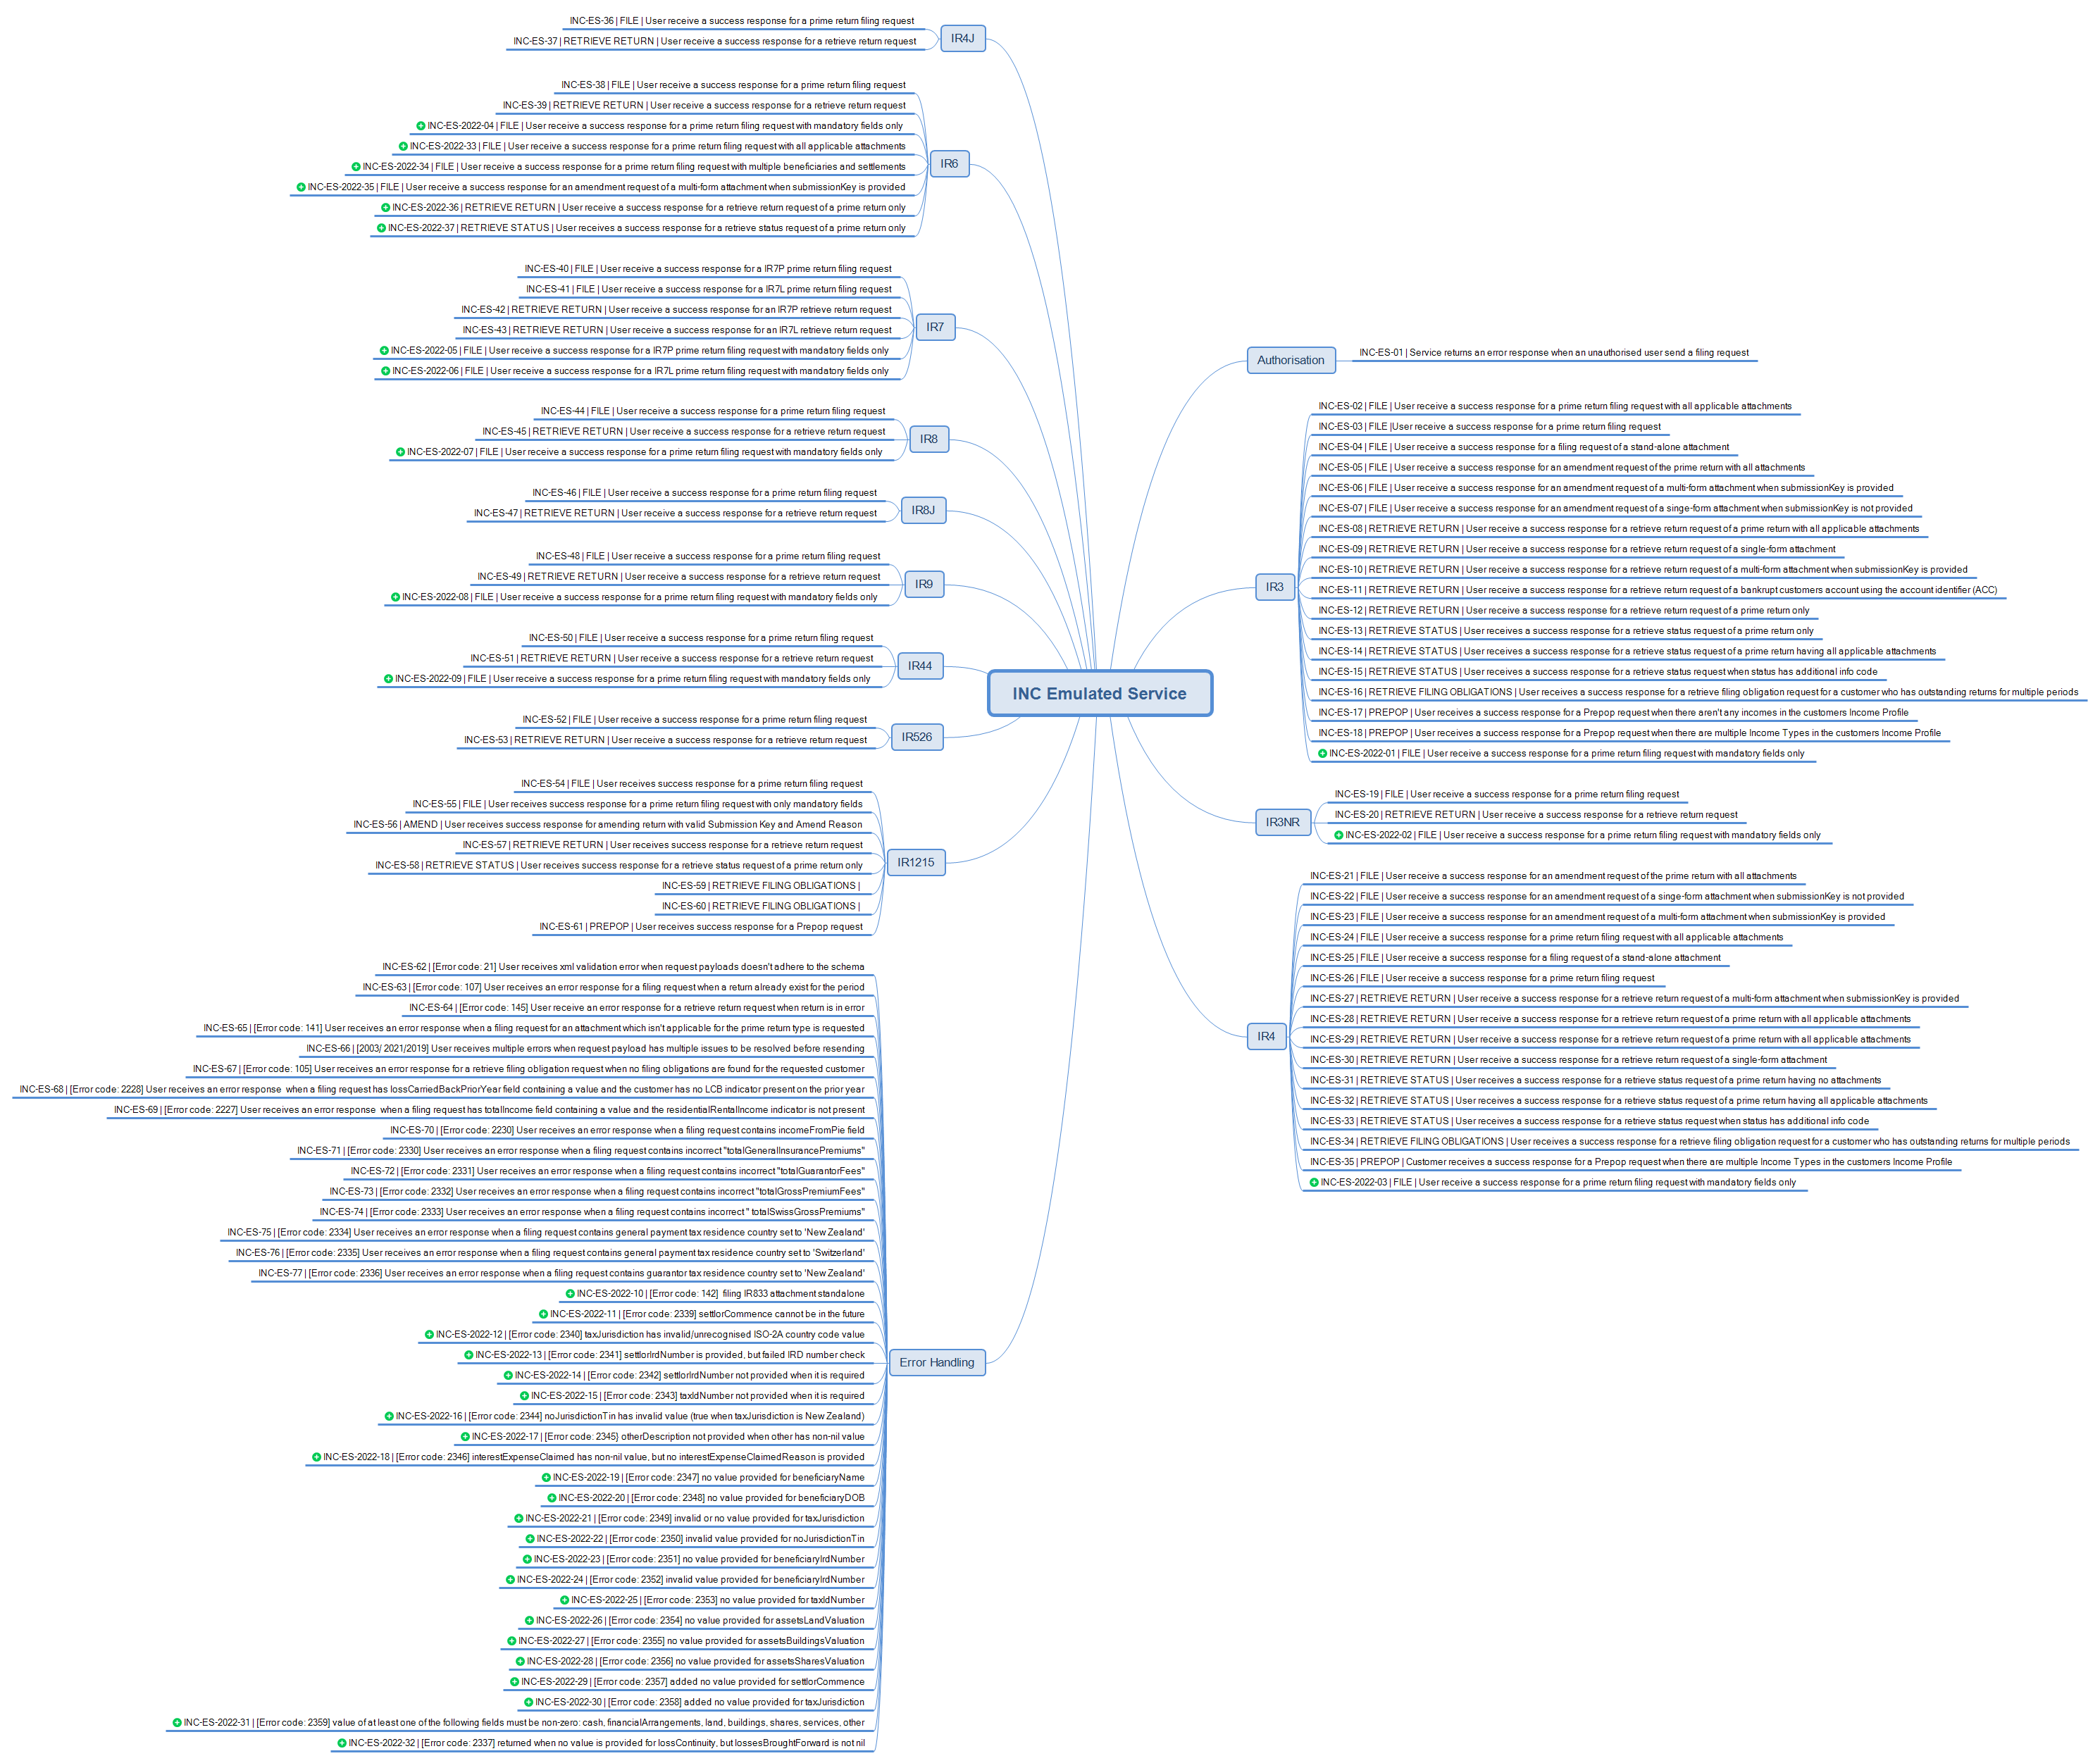 INC-ES-36 | FILE | User receive a success response for a prime return filing request
INC-ES-37 | RETRIEVE RETURN | User receive a success response for a retrieve return request
IR4J
INC-ES-38 | FILE | User receive a success response for a prime return filing request
INC-ES-39 | RETRIEVE RETURN | User receive a success response for a retrieve return request
INC-ES-2022-04 | FILE | User receive a success response for a prime return filing request with mandatory fields only
INC-ES-2022-33 | FILE | User receive a success response for a prime return filing request with all applicable attachments
INC-ES-2022-34 | FILE | User receive a success response for a prime return filing request with multiple beneficiaries and settlements
INC-ES-2022-35 | FILE | User receive a success response for an amendment request of a multi-form attachment when submissionKey is provided
INC-ES-2022-36 | RETRIEVE RETURN | User receive a success response for a retrieve return request of a prime return only
INC-ES-2022-37 | RETRIEVE STATUS | User receives a success response for a retrieve status request of a prime return only
IR6
INC-ES-40 | FILE | User receive a success response for a IR7P prime return filing request
INC-ES-41 | FILE | User receive a success response for a IR7L prime return filing request
INC-ES-42 | RETRIEVE RETURN | User receive a success response for an IR7P retrieve return request
INC-ES-43 | RETRIEVE RETURN | User receive a success response for an IR7L retrieve return request
INC-ES-2022-05 | FILE | User receive a success response for a IR7P prime return filing request with mandatory fields only
INC-ES-2022-06 | FILE | User receive a success response for a IR7L prime return filing request with mandatory fields only
IR7
INC-ES-44 | FILE | User receive a success response for a prime return filing request
INC-ES-45 | RETRIEVE RETURN | User receive a success response for a retrieve return request
INC-ES-2022-07 | FILE | User receive a success response for a prime return filing request with mandatory fields only
IR8
INC-ES-46 | FILE | User receive a success response for a prime return filing request
INC-ES-47 | RETRIEVE RETURN | User receive a success response for a retrieve return request
IR8J
INC-ES-48 | FILE | User receive a success response for a prime return filing request
INC-ES-49 | RETRIEVE RETURN | User receive a success response for a retrieve return request
INC-ES-2022-08 | FILE | User receive a success response for a prime return filing request with mandatory fields only
IR9
INC-ES-50 | FILE | User receive a success response for a prime return filing request
INC-ES-51 | RETRIEVE RETURN | User receive a success response for a retrieve return request
INC-ES-2022-09 | FILE | User receive a success response for a prime return filing request with mandatory fields only
IR44
INC-ES-52 | FILE | User receive a success response for a prime return filing request
INC-ES-53 | RETRIEVE RETURN | User receive a success response for a retrieve return request
IR526
INC-ES-54 | FILE | User receives success response for a prime return filing request
INC-ES-55 | FILE | User receives success response for a prime return filing request with only mandatory fields
INC-ES-56 | AMEND | User receives success response for amending return with valid Submission Key and Amend Reason
INC-ES-57 | RETRIEVE RETURN | User receives success response for a retrieve return request
INC-ES-58 | RETRIEVE STATUS | User receives success response for a retrieve status request of a prime return only
INC-ES-59 | RETRIEVE FILING OBLIGATIONS |
INC-ES-60 | RETRIEVE FILING OBLIGATIONS |
INC-ES-61 | PREPOP | User receives success response for a Prepop request
IR1215
INC-ES-62 | [Error code: 21] User receives xml validation error when request payloads doesn't adhere to the schema
INC-ES-63 | [Error code: 107] User receives an error response for a filing request when a return already exist for the period
INC-ES-64 | [Error code: 145] User receive an error response for a retrieve return request when return is in error
INC-ES-65 | [Error code: 141] User receives an error response when a filing request for an attachment which isn't applicable for the prime return type is requested
INC-ES-66 | [2003/ 2021/2019] User receives multiple errors when request payload has multiple issues to be resolved before resending
INC-ES-67 | [Error code: 105] User receives an error response for a retrieve filing obligation request when no filing obligations are found for the requested customer
INC-ES-68 | [Error code: 2228] User receives an error response  when a filing request has lossCarriedBackPriorYear field containing a value and the customer has no LCB indicator present on the prior year
INC-ES-69 | [Error code: 2227] User receives an error response  when a filing request has totalIncome field containing a value and the residentialRentalIncome indicator is not present
INC-ES-70 | [Error code: 2230] User receives an error response when a filing request contains incomeFromPie field
INC-ES-71 | [Error code: 2330] User receives an error response when a filing request contains incorrect "totalGeneralInsurancePremiums"
INC-ES-72 | [Error code: 2331] User receives an error response when a filing request contains incorrect "totalGuarantorFees"
INC-ES-73 | [Error code: 2332] User receives an error response when a filing request contains incorrect "totalGrossPremiumFees"
INC-ES-74 | [Error code: 2333] User receives an error response when a filing request contains incorrect " totalSwissGrossPremiums"
INC-ES-75 | [Error code: 2334] User receives an error response when a filing request contains general payment tax residence country set to 'New Zealand'
INC-ES-76 | [Error code: 2335] User receives an error response when a filing request contains general payment tax residence country set to 'Switzerland'
INC-ES-77 | [Error code: 2336] User receives an error response when a filing request contains guarantor tax residence country set to 'New Zealand'
INC-ES-2022-10 | [Error code: 142]  filing IR833 attachment standalone
INC-ES-2022-11 | [Error code: 2339] settlorCommence cannot be in the future
INC-ES-2022-12 | [Error code: 2340] taxJurisdiction has invalid/unrecognised ISO-2A country code value
INC-ES-2022-13 | [Error code: 2341] settlorIrdNumber is provided, but failed IRD number check
INC-ES-2022-14 | [Error code: 2342] settlorIrdNumber not provided when it is required
INC-ES-2022-15 | [Error code: 2343] taxIdNumber not provided when it is required
INC-ES-2022-16 | [Error code: 2344] noJurisdictionTin has invalid value (true when taxJurisdiction is New Zealand)
INC-ES-2022-17 | [Error code: 2345} otherDescription not provided when other has non-nil value
INC-ES-2022-18 | [Error code: 2346] interestExpenseClaimed has non-nil value, but no interestExpenseClaimedReason is provided
INC-ES-2022-19 | [Error code: 2347] no value provided for beneficiaryName
INC-ES-2022-20 | [Error code: 2348] no value provided for beneficiaryDOB
INC-ES-2022-21 | [Error code: 2349] invalid or no value provided for taxJurisdiction
INC-ES-2022-22 | [Error code: 2350] invalid value provided for noJurisdictionTin
INC-ES-2022-23 | [Error code: 2351] no value provided for beneficiaryIrdNumber
INC-ES-2022-24 | [Error code: 2352] invalid value provided for beneficiaryIrdNumber
INC-ES-2022-25 | [Error code: 2353] no value provided for taxIdNumber
INC-ES-2022-26 | [Error code: 2354] no value provided for assetsLandValuation
INC-ES-2022-27 | [Error code: 2355] no value provided for assetsBuildingsValuation
INC-ES-2022-28 | [Error code: 2356] no value provided for assetsSharesValuation
INC-ES-2022-29 | [Error code: 2357] added no value provided for settlorCommence
INC-ES-2022-30 | [Error code: 2358] added no value provided for taxJurisdiction
INC-ES-2022-31 | [Error code: 2359] value of at least one of the following fields must be non-zero: cash, financialArrangements, land, buildings, shares, services, other
INC-ES-2022-32 | [Error code: 2337] returned when no value is provided for lossContinuity, but lossesBroughtForward is not nil
Error Handling
INC Emulated Service
Authorisation
INC-ES-01 | Service returns an error response when an unauthorised user send a filing request
IR3
INC-ES-02 | FILE | User receive a success response for a prime return filing request with all applicable attachments
INC-ES-03 | FILE |User receive a success response for a prime return filing request
INC-ES-04 | FILE | User receive a success response for a filing request of a stand-alone attachment
INC-ES-05 | FILE | User receive a success response for an amendment request of the prime return with all attachments
INC-ES-06 | FILE | User receive a success response for an amendment request of a multi-form attachment when submissionKey is provided
INC-ES-07 | FILE | User receive a success response for an amendment request of a singe-form attachment when submissionKey is not provided
INC-ES-08 | RETRIEVE RETURN | User receive a success response for a retrieve return request of a prime return with all applicable attachments
INC-ES-09 | RETRIEVE RETURN | User receive a success response for a retrieve return request of a single-form attachment
INC-ES-10 | RETRIEVE RETURN | User receive a success response for a retrieve return request of a multi-form attachment when submissionKey is provided
INC-ES-11 | RETRIEVE RETURN | User receive a success response for a retrieve return request of a bankrupt customers account using the account identifier (ACC)
INC-ES-12 | RETRIEVE RETURN | User receive a success response for a retrieve return request of a prime return only
INC-ES-13 | RETRIEVE STATUS | User receives a success response for a retrieve status request of a prime return only
INC-ES-14 | RETRIEVE STATUS | User receives a success response for a retrieve status request of a prime return having all applicable attachments
INC-ES-15 | RETRIEVE STATUS | User receives a success response for a retrieve status request when status has additional info code
INC-ES-16 | RETRIEVE FILING OBLIGATIONS | User receives a success response for a retrieve filing obligation request for a customer who has outstanding returns for multiple periods
INC-ES-17 | PREPOP | User receives a success response for a Prepop request when there aren't any incomes in the customers Income Profile
INC-ES-18 | PREPOP | User receives a success response for a Prepop request when there are multiple Income Types in the customers Income Profile
INC-ES-2022-01 | FILE | User receive a success response for a prime return filing request with mandatory fields only
IR3NR
INC-ES-19 | FILE | User receive a success response for a prime return filing request
INC-ES-20 | RETRIEVE RETURN | User receive a success response for a retrieve return request
INC-ES-2022-02 | FILE | User receive a success response for a prime return filing request with mandatory fields only
IR4
INC-ES-21 | FILE | User receive a success response for an amendment request of the prime return with all attachments
INC-ES-22 | FILE | User receive a success response for an amendment request of a singe-form attachment when submissionKey is not provided
INC-ES-23 | FILE | User receive a success response for an amendment request of a multi-form attachment when submissionKey is provided
INC-ES-24 | FILE | User receive a success response for a prime return filing request with all applicable attachments
INC-ES-25 | FILE | User receive a success response for a filing request of a stand-alone attachment
INC-ES-26 | FILE | User receive a success response for a prime return filing request
INC-ES-27 | RETRIEVE RETURN | User receive a success response for a retrieve return request of a multi-form attachment when submissionKey is provided
INC-ES-28 | RETRIEVE RETURN | User receive a success response for a retrieve return request of a prime return with all applicable attachments
INC-ES-29 | RETRIEVE RETURN | User receive a success response for a retrieve return request of a prime return with all applicable attachments
INC-ES-30 | RETRIEVE RETURN | User receive a success response for a retrieve return request of a single-form attachment
INC-ES-31 | RETRIEVE STATUS | User receives a success response for a retrieve status request of a prime return having no attachments
INC-ES-32 | RETRIEVE STATUS | User receives a success response for a retrieve status request of a prime return having all applicable attachments
INC-ES-33 | RETRIEVE STATUS | User receives a success response for a retrieve status request when status has additional info code
INC-ES-34 | RETRIEVE FILING OBLIGATIONS | User receives a success response for a retrieve filing obligation request for a customer who has outstanding returns for multiple periods
INC-ES-35 | PREPOP | Customer receives a success response for a Prepop request when there are multiple Income Types in the customers Income Profile
INC-ES-2022-03 | FILE | User receive a success response for a prime return filing request with mandatory fields only